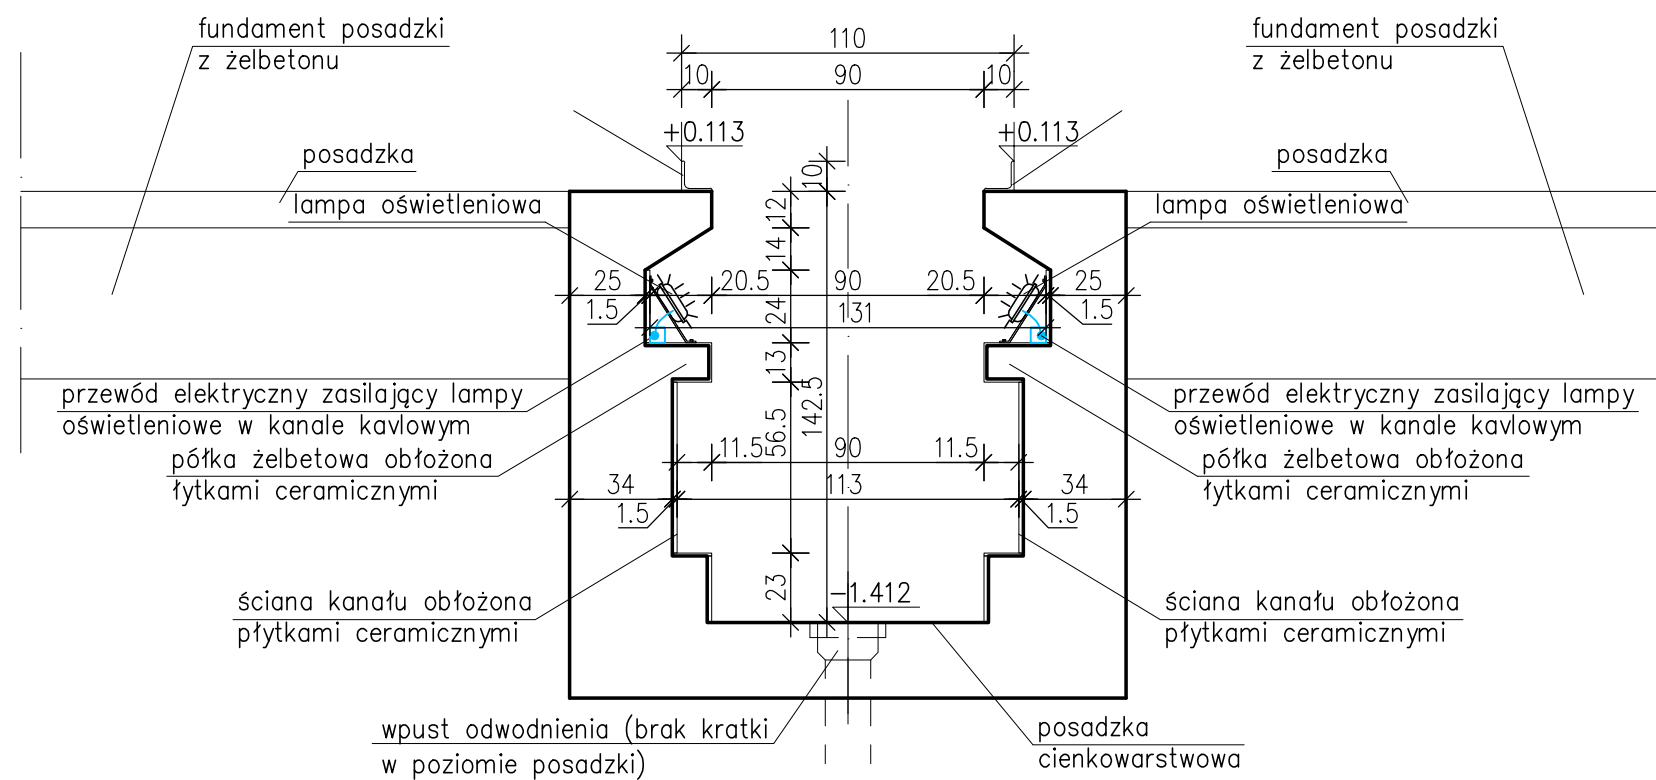 fundament posadzki
z żelbetonu
110
fundament posadzki
z żelbetonu
10
90
10
+0.113
+0.113
posadzka
posadzka
10
lampa oświetleniowa
12
lampa oświetleniowa
14
25
20.5
90
20.5
25
1.5
24
131
1.5
13
przewód elektryczny zasilający lampy
oświetleniowe w kanale kavlowym
142.5
56.5
przewód elektryczny zasilający lampy
oświetleniowe w kanale kavlowym
półka żelbetowa obłożona
łytkami ceramicznymi
11.5
90
11.5
półka żelbetowa obłożona
łytkami ceramicznymi
34
113
34
1.5
1.5
23
-1.412
ściana kanału obłożona
płytkami ceramicznymi
ściana kanału obłożona
płytkami ceramicznymi
wpust odwodnienia (brak kratki
w poziomie posadzki)
posadzka
cienkowarstwowa